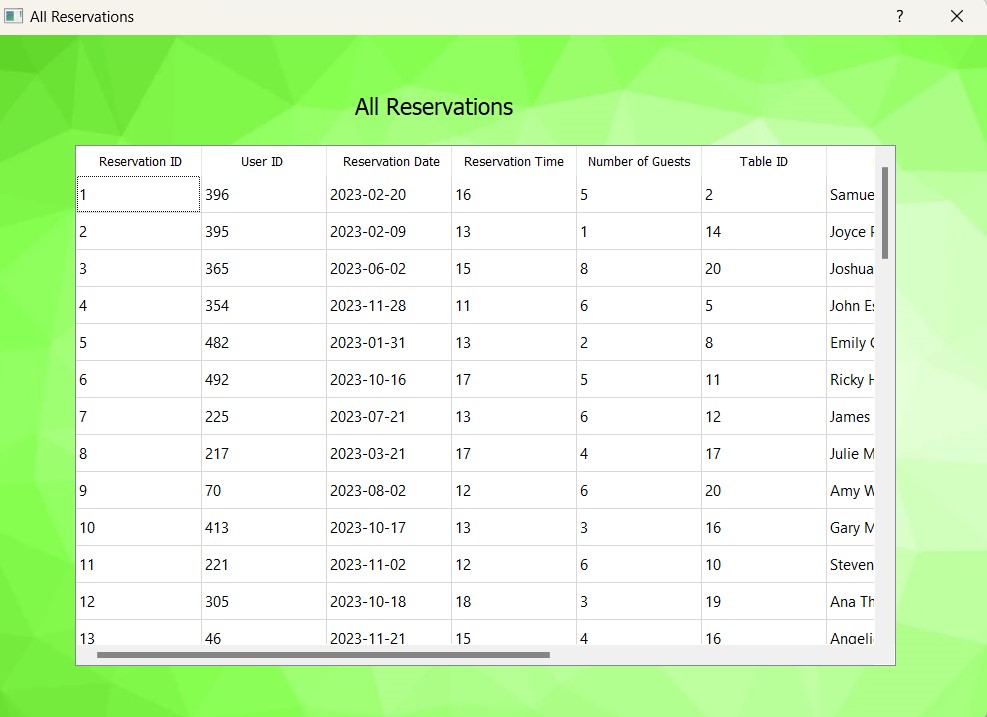 All Reservations ?
All Reservations
Reservation ID User ID Reservation Date Reservation Time Number of Guests Table ID
1 396 2023-02-20 16 5 2 Samue
2 395 2023-02-09 13 1 14 Joyce
3 365 2023-06-02 15 8 20 Joshua
4 354 2023-11-28 11 6 5 John
5 482 2023-01-31 13 2 8 Emily
6 492 2023-10-16 17 5 11 Ricky
7 225 2023-07-21 13 6 12 James
8 217 2023-03-21 17 4 17 Julie
9 70 2023-08-02 12 6 20 Amy
10 413 2023-10-17 13 3 16 Gary
11 221 2023-11-02 12 6 10 Steven
12 305 2023-10-18 18 3 19 Ana
13 46 2023-11-21 15 4 16 Angeli